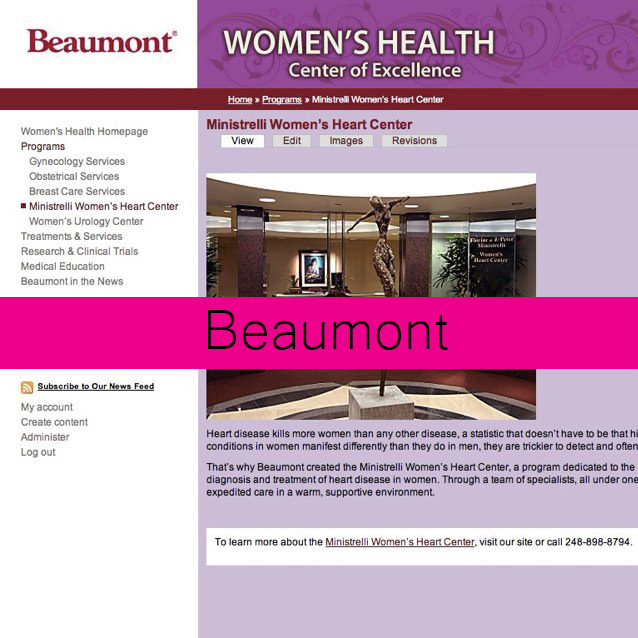 Beaumont®
WOMEN'S HEALTH
Center of Excellence
Home » Programs » Ministrelli Women's Heart Center
Women's Health Homepage
Programs
Gynecology Services
Obstetrical Services
Breast Care Services
Ministrelli Women's Heart Center
Women's Urology Center
Treatments & Services
Research & Clinical Trials
Medical Education
Beaumont in the News
Ministrelli Women's Heart Center
View Edit Images Revisions
Florine & J. Peter
Ministrelli
Women's
Heart Center
Beaumont
Subscribe to Our News Feed
My account
Create content
Administer
Log out
Heart disease kills more women than any other disease, a statistic that doesn't have to be that hi
conditions in women manifest differently than they do in men, they are trickier to detect and often
That's why Beaumont created the Ministrelli Women's Heart Center, a program dedicated to the
diagnosis and treatment of heart disease in women. Through a team of specialists, all under one
expedited care in a warm, supportive environment.
To learn more about the Ministrelli Women's Heart Center, visit our site or call 248-898-8794.